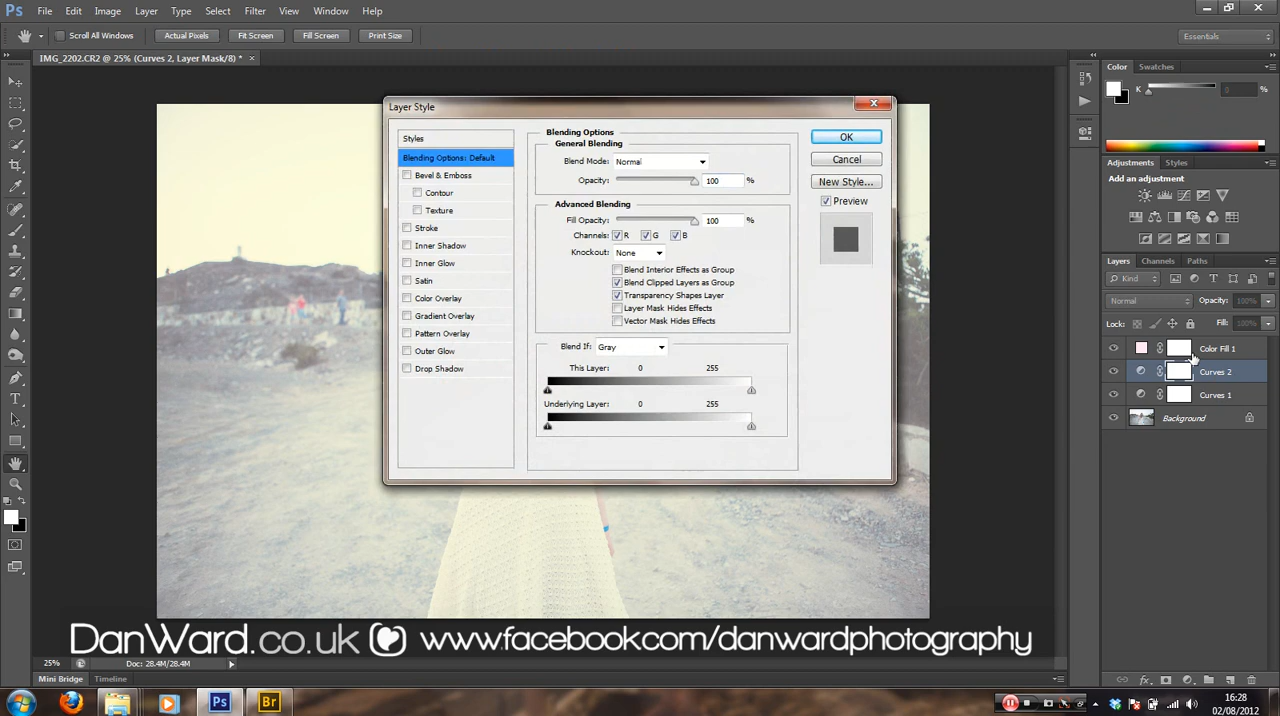 Ps File Edit Image Layer Type Select Filter View Window Help
Scroll All Windows Actual Pixels Fit Screen Fill Screen Print Size Essentials
IMG_2202.CR2 @ 25% (Curves 2, Layer Mask/8) * ×
Color Swatches
K 0 %
Layer Style
Styles
Blending Options: Default
Bevel & Emboss
Contour
Texture
Stroke
Inner Shadow
Inner Glow
Satin
Color Overlay
Gradient Overlay
Pattern Overlay
Outer Glow
Drop Shadow
Blending Options
General Blending
Blend Mode: Normal
Opacity: 100 %
Advanced Blending
Fill Opacity: 100 %
Channels: R G B
Knockout: None
Blend Interior Effects as Group
Blend Clipped Layers as Group
Transparency Shapes Layer
Layer Mask Hides Effects
Vector Mask Hides Effects
Blend If: Gray
This Layer: 0 255
Underlying Layer: 0 255
OK
Cancel
New Style...
Preview
Adjustments Styles
Add an adjustment
Layers Channels Paths
Kind
Normal Opacity: 100%
Lock: Fill: 100%
Color Fill 1
Curves 2
Curves 1
Background
DanWard.co.uk www.facebook.com/danwardphotography
25% Doc: 28.4M/28.4M
Mini Bridge Timeline
Ps Br
16:28
02/08/2012